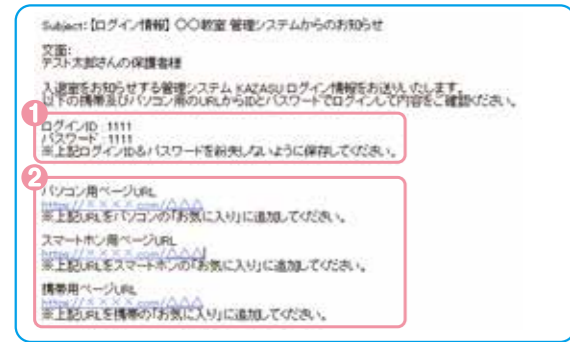 Subject:【ログイン情報】〇〇教室 管理システムからのお知らせ
文面:
テスト太郎さんの保護者様
入退室をお知らせする管理システム KAZASU ログイン情報をお送りいたします。
以下の携帯及びパソコン用のURLからIDとパスワードでログインして内容をご確認ください。
1
ログインID : 1111
パスワード : 1111
※上記ログインID&パスワードを紛失しないように保存してください。
2
パソコン用ページURL
https://××××.com/△△△
※上記URLをパソコンの「お気に入り」に追加してください。
スマートホン用ページURL
https://××××.com/△△△
※上記URLをスマートホンの「お気に入り」に追加してください。
携帯用ページURL
https://××××.com/△△△
※上記URLを携帯の「お気に入り」に追加してください。